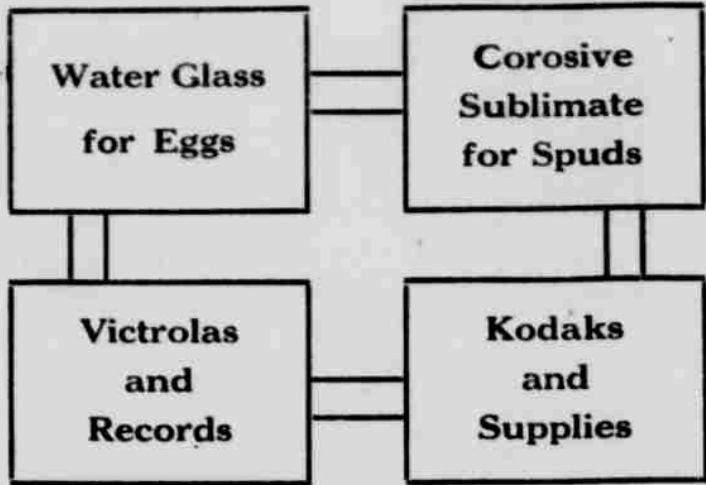 Water Glass
for Eggs
Corosive
Sublimate
for Spuds
Victrolas
and
Records
Kodaks
and
Supplies